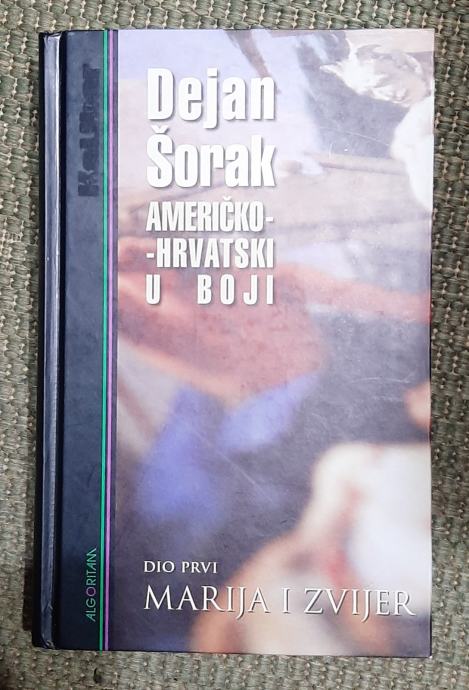 Dejan
Šorak
AMERIČKO-
-HRVATSKI
U BOJI
DIO PRVI
MARIJA I ZVIJER
ALGORITAM